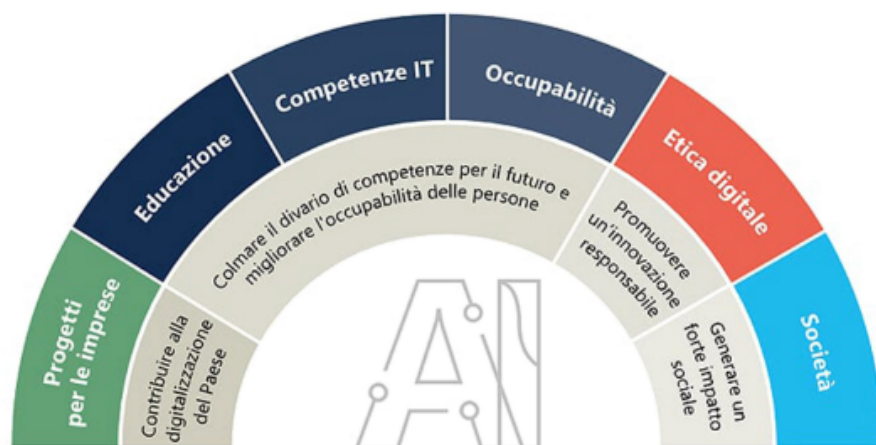 Progetti
per le imprese
Educazione
Competenze IT
Occupabilità
Etica digitale
Società
Contribuire alla
digitalizzazione
del Paese
Colmare il divario di competenze per il futuro e
migliorare l'occupabilità delle persone
Promuovere
un'innovazione
responsabile
Generare un
forte impatto
sociale
AI